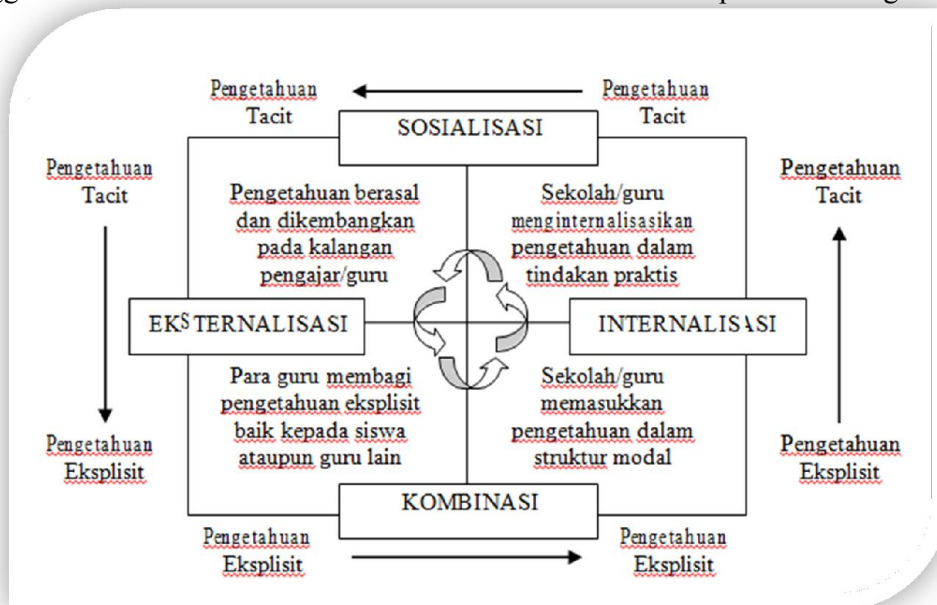 Pengetahuan
Tacit
Pengetahuan
Tacit
SOSIALISASI
Pengetahuan
Tacit
Pengetahuan
Tacit
Pengetahuan berasal
dan dikembangkan
pada kalangan
pengajar/guru
Sekolah/guru
menginternalisasikan
pengetahuan dalam
tindakan praktis
EKSTERNALISASI
INTERNALISASI
Para guru membagi
pengetahuan eksplisit
baik kepada siswa
ataupun guru lain
Sekolah/guru
memasukkan
pengetahuan dalam
struktur modal
Pengetahuan
Eksplisit
Pengetahuan
Eksplisit
KOMBINASI
Pengetahuan
Eksplisit
Pengetahuan
Eksplisit